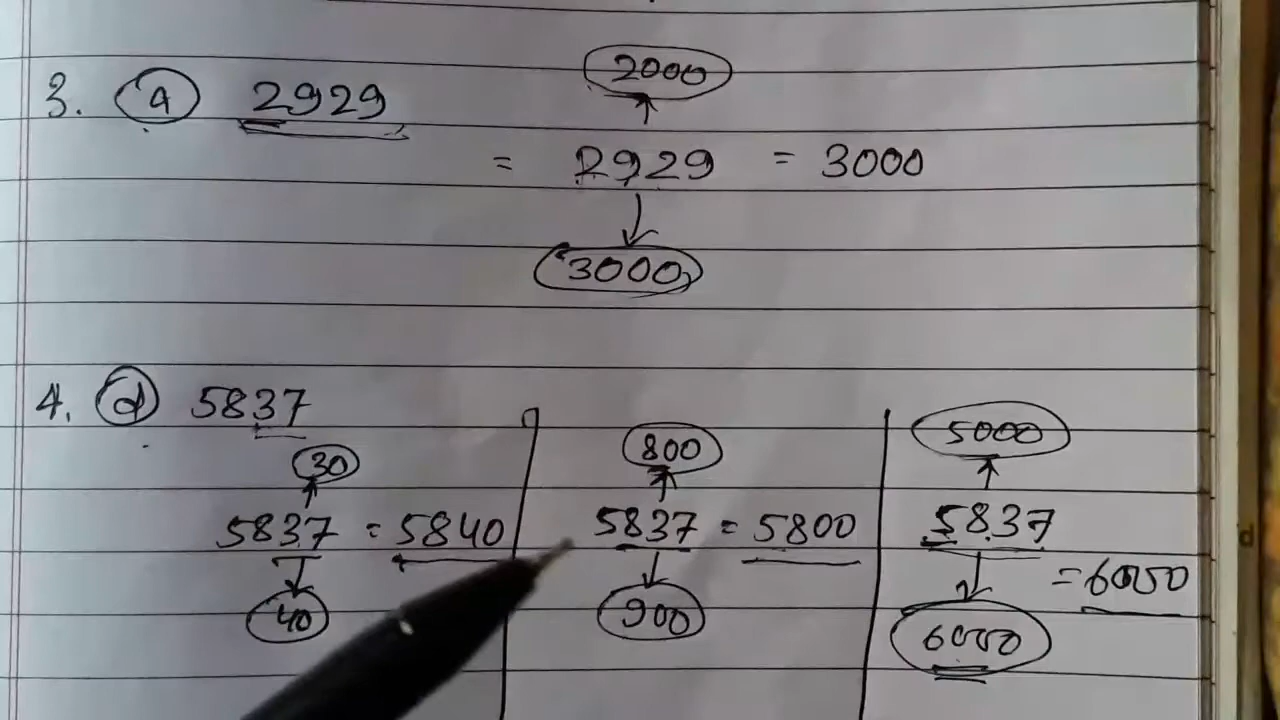 2000
3. a 2929
= 2929 = 3000
3000
4. d 5837
30
5837 = 5840
40
800
5837 = 5800
900
5000
5837
= 6000
6000
d